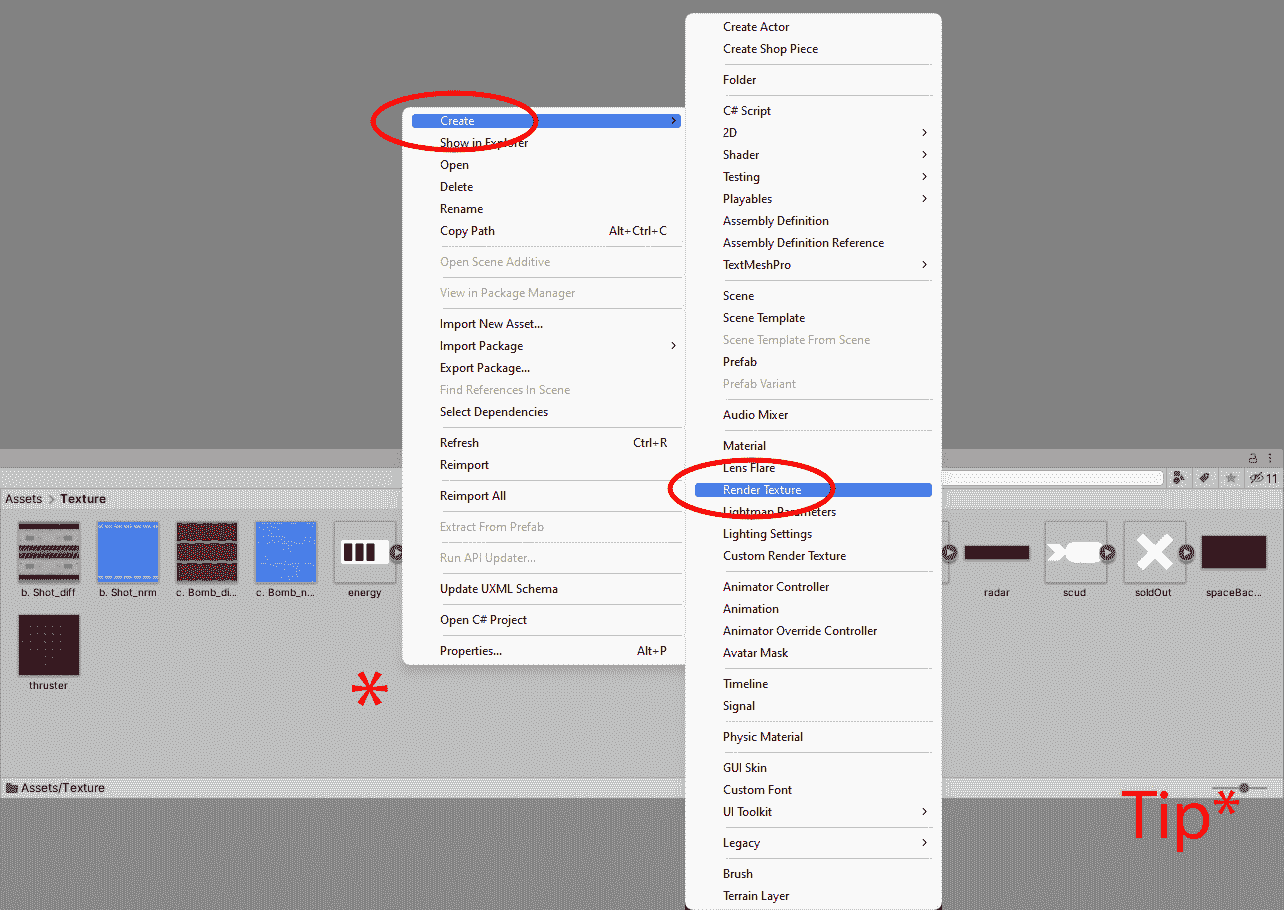 Create Actor
Create Shop Piece
Folder
C# Script
2D
Shader
Testing
Playables
Assembly Definition
Assembly Definition Reference
TextMeshPro
Scene
Scene Template
Scene Template From Scene
Prefab
Prefab Variant
Audio Mixer
Material
Lens Flare
Render Texture
Lightmap Parameters
Lighting Settings
Custom Render Texture
Animator Controller
Animation
Animator Override Controller
Avatar Mask
Timeline
Signal
Physic Material
GUI Skin
Custom Font
UI Toolkit
Legacy
Brush
Terrain Layer
Create
Show in Explorer
Open
Delete
Rename
Copy Path Alt+Ctrl+C
Open Scene Additive
View in Package Manager
Import New Asset...
Import Package
Export Package...
Find References In Scene
Select Dependencies
Refresh Ctrl+R
Reimport
Reimport All
Extract From Prefab
Run API Updater...
Update UXML Schema
Open C# Project
Properties... Alt+P
11
Assets > Texture
b. Shot_diff b. Shot_nrm c. Bomb_di... c. Bomb_n... energy radar scud soldOut spaceBac...
thruster
*
Assets/Texture
Tip*